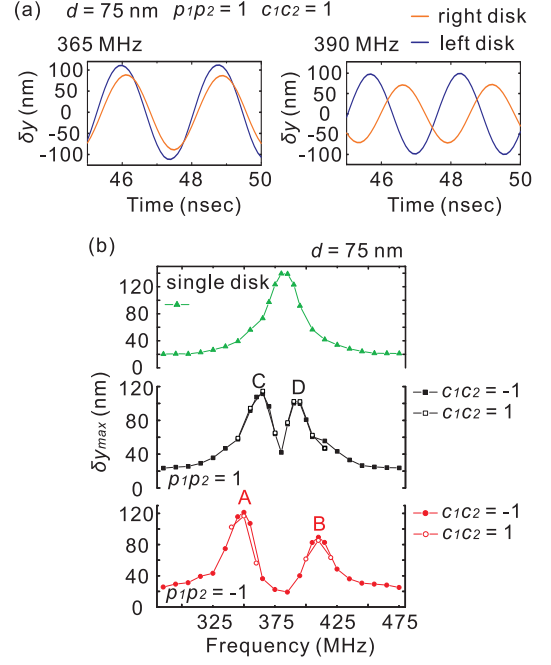 (a) d = 75 nm p1p2 = 1 c1c2 = 1
right disk
left disk
365 MHz
390 MHz
δy (nm)
100
50
0
-50
-100
46
48
50
Time (nsec)
δy (nm)
100
50
0
-50
-100
46
48
50
Time (nsec)
(b) d = 75 nm
single disk
120
80
40
C
D
p1p2 = 1
120
80
40
0
c1c2 = -1
c1c2 = 1
A
B
p1p2 = -1
120
80
40
0
c1c2 = -1
c1c2 = 1
δymax (nm)
325
375
425
475
Frequency (MHz)